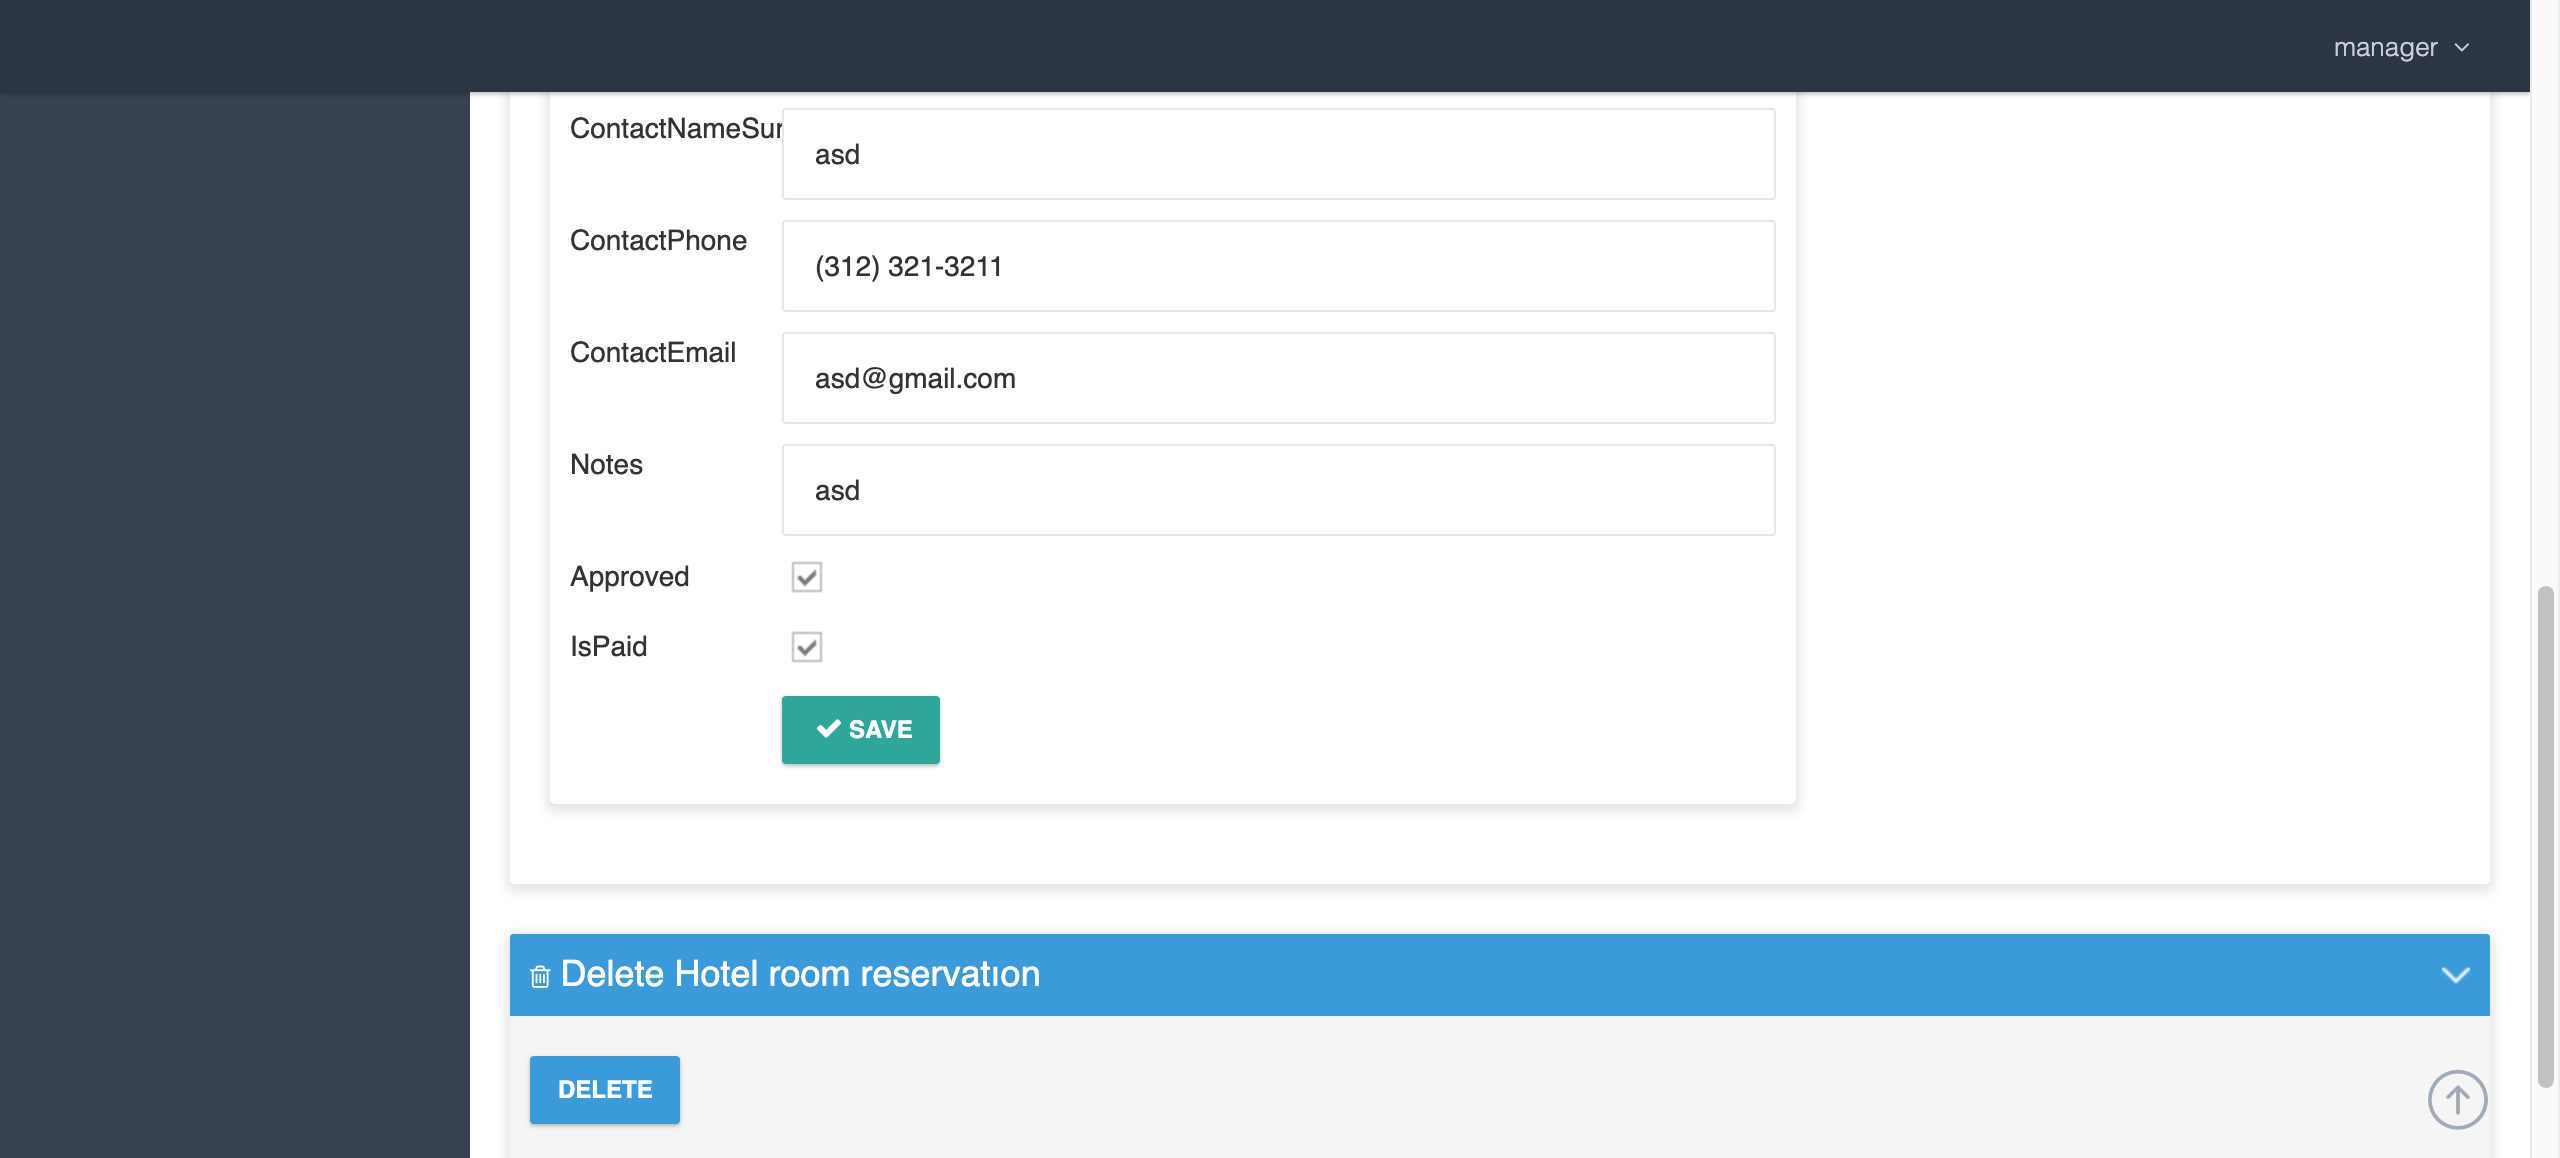 manager
ContactNameSur
asd
ContactPhone
(312) 321-3211
ContactEmail
asd@gmail.com
Notes
asd
Approved
IsPaid
SAVE
Delete Hotel room reservatıon
DELETE